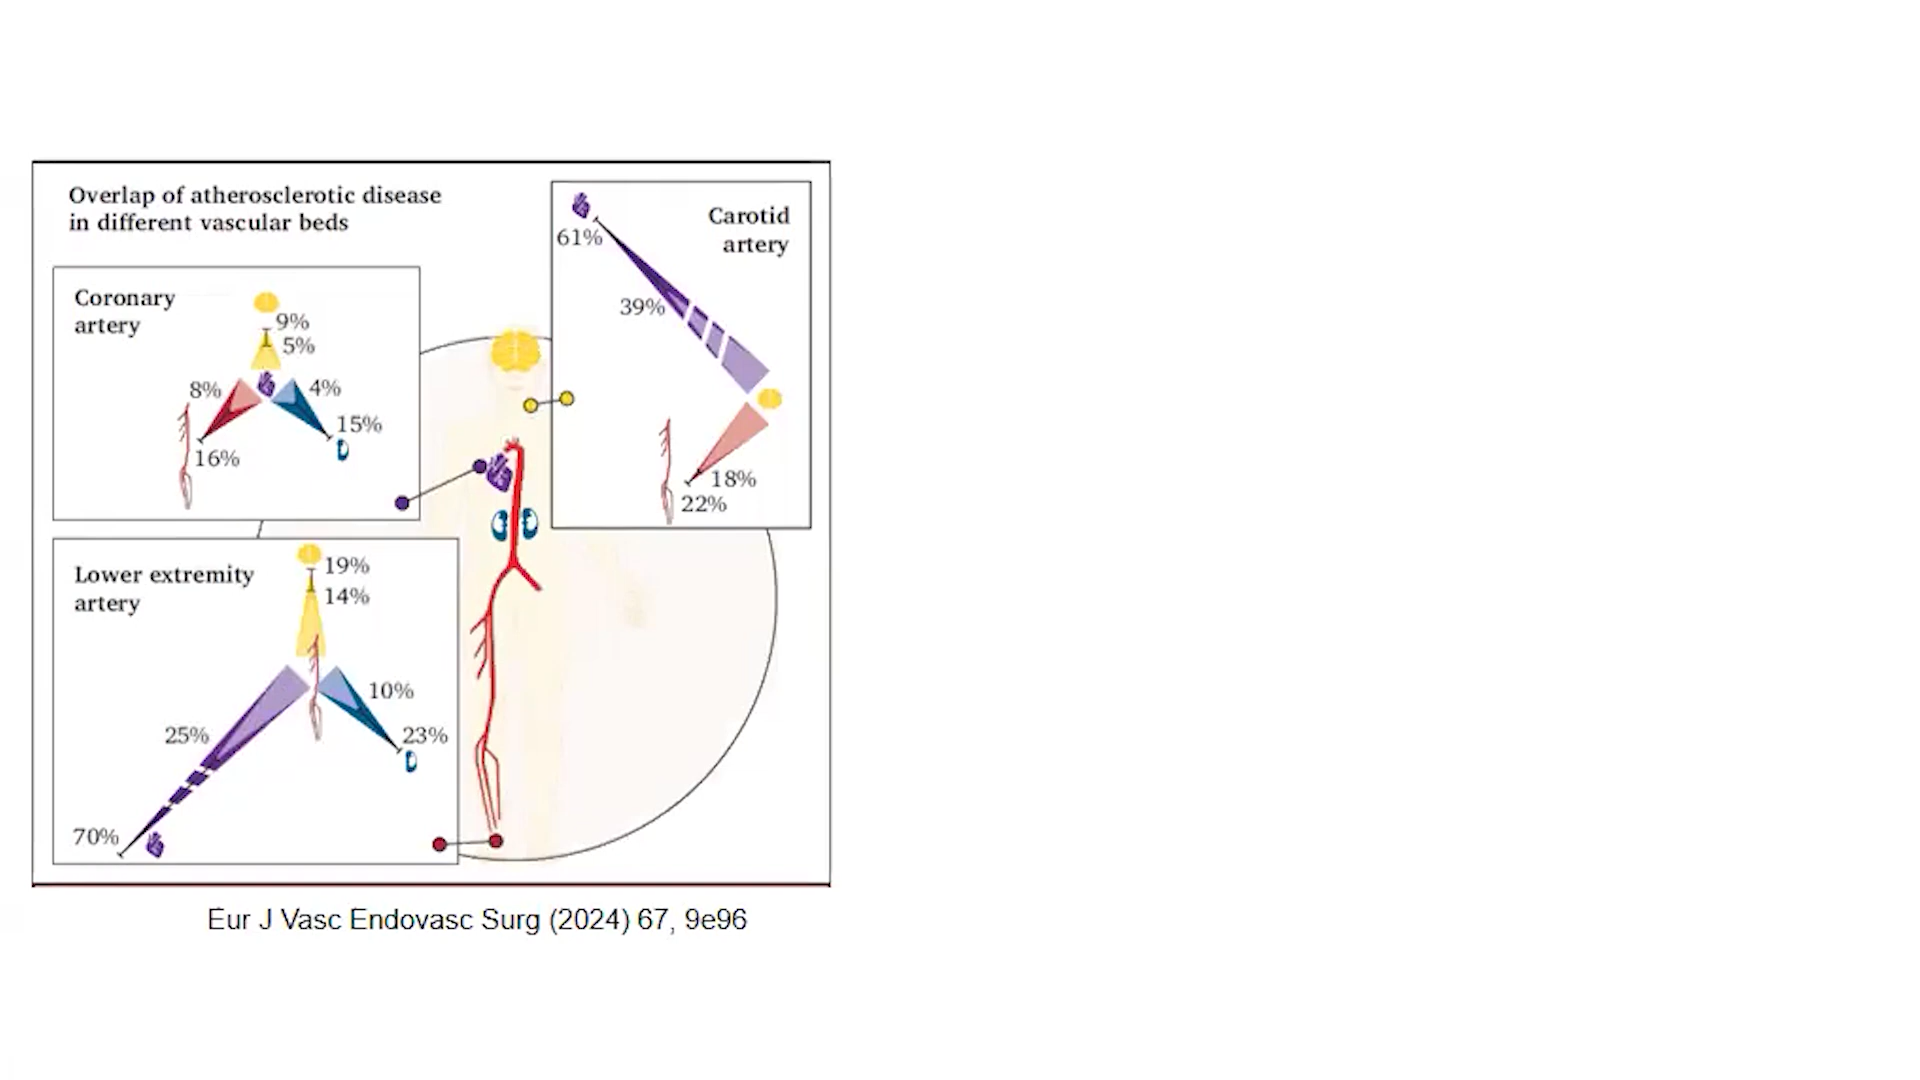 Overlap of atherosclerotic disease
in different vascular beds
Coronary
artery
9%
5%
8%
4%
15%
16%
Carotid
artery
61%
39%
18%
22%
Lower extremity
artery
19%
14%
10%
25%
23%
70%
Eur J Vasc Endovasc Surg (2024) 67, 9e96